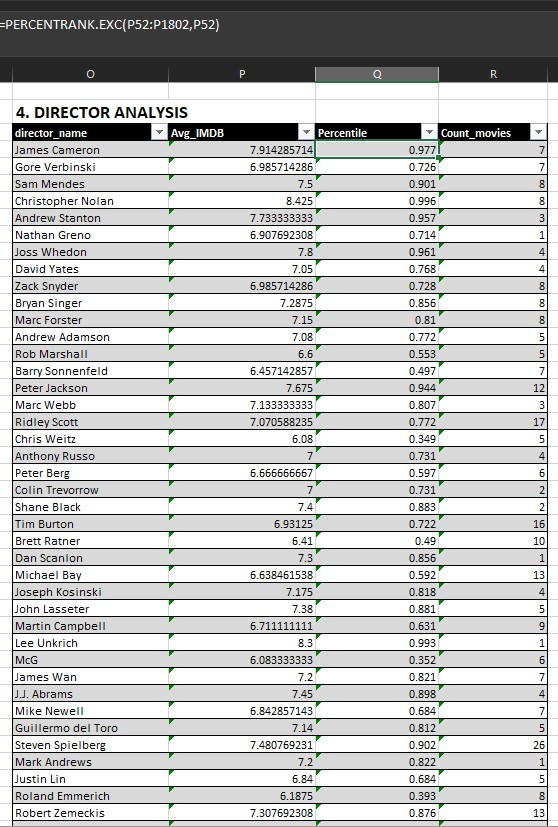 =PERCENTRANK.EXC(P52:P1802,P52)
O P Q R
4. DIRECTOR ANALYSIS
director_name Avg_IMDB Percentile Count_movies
James Cameron 7.914285714 0.977 7
Gore Verbinski 6.985714286 0.726 7
Sam Mendes 7.5 0.901 8
Christopher Nolan 8.425 0.996 8
Andrew Stanton 7.733333333 0.957 3
Nathan Greno 6.907692308 0.714 1
Joss Whedon 7.8 0.961 4
David Yates 7.05 0.768 4
Zack Snyder 6.985714286 0.728 8
Bryan Singer 7.2875 0.856 8
Marc Forster 7.15 0.81 8
Andrew Adamson 7.08 0.772 5
Rob Marshall 6.6 0.553 5
Barry Sonnenfeld 6.457142857 0.497 7
Peter Jackson 7.675 0.944 12
Marc Webb 7.133333333 0.807 3
Ridley Scott 7.070588235 0.772 17
Chris Weitz 6.08 0.349 5
Anthony Russo 7 0.731 4
Peter Berg 6.666666667 0.597 6
Colin Trevorrow 7 0.731 2
Shane Black 7.4 0.883 2
Tim Burton 6.93125 0.722 16
Brett Ratner 6.41 0.49 10
Dan Scanlon 7.3 0.856 1
Michael Bay 6.638461538 0.592 13
Joseph Kosinski 7.175 0.818 4
John Lasseter 7.38 0.881 5
Martin Campbell 6.711111111 0.631 9
Lee Unkrich 8.3 0.993 1
McG 6.083333333 0.352 6
James Wan 7.2 0.821 7
J.J. Abrams 7.45 0.898 4
Mike Newell 6.842857143 0.684 7
Guillermo del Toro 7.14 0.812 5
Steven Spielberg 7.480769231 0.902 26
Mark Andrews 7.2 0.822 1
Justin Lin 6.84 0.684 5
Roland Emmerich 6.1875 0.393 8
Robert Zemeckis 7.307692308 0.876 13